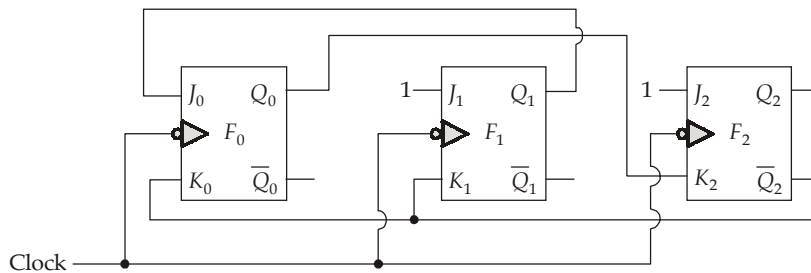 J₀ Q₀ 1 J₁ Q₁ 1 J₂ Q₂
F₀ F₁ F₂
K₀ Q̅₀ K₁ Q̅₁ K₂ Q̅₂
Clock